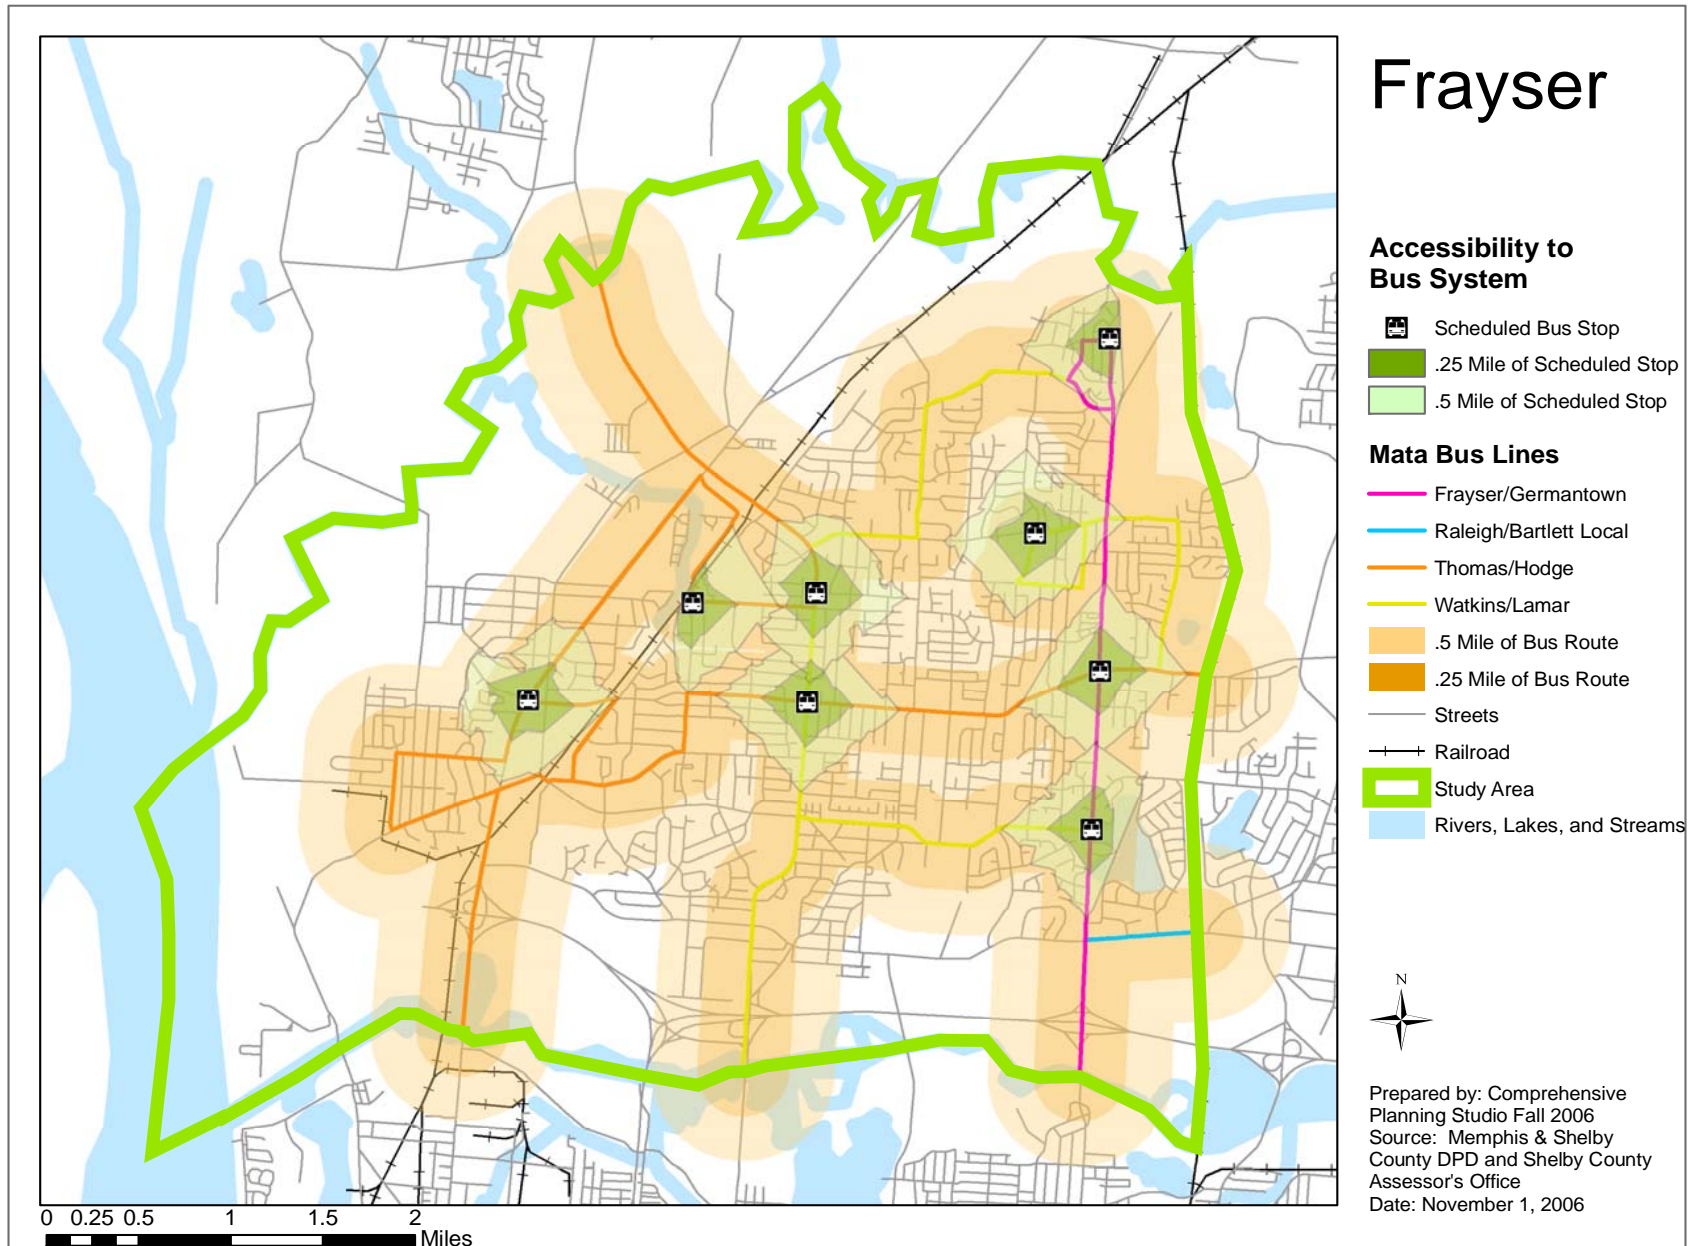 Frayser
Accessibility to
Bus System
Scheduled Bus Stop
.25 Mile of Scheduled Stop
.5 Mile of Scheduled Stop
Mata Bus Lines
Frayser/Germantown
Raleigh/Bartlett Local
Thomas/Hodge
Watkins/Lamar
.5 Mile of Bus Route
.25 Mile of Bus Route
Streets
Railroad
Study Area
Rivers, Lakes, and Streams
N
Prepared by: Comprehensive
Planning Studio Fall 2006
Source: Memphis & Shelby
County DPD and Shelby County
Assessor's Office
Date: November 1, 2006
0 0.25 0.5 1 1.5 2
Miles